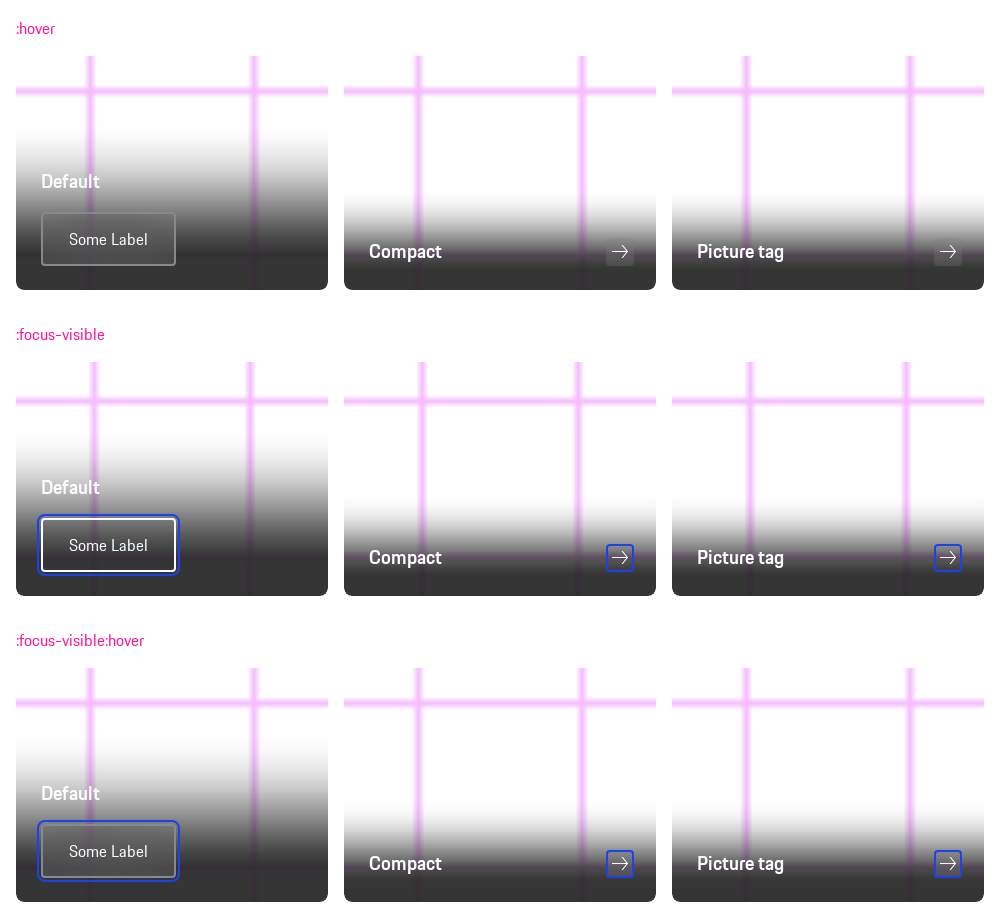 :hover
Default
Some Label
Compact
Picture tag
:focus-visible
Default
Some Label
Compact
Picture tag
:focus-visible:hover
Default
Some Label
Compact
Picture tag